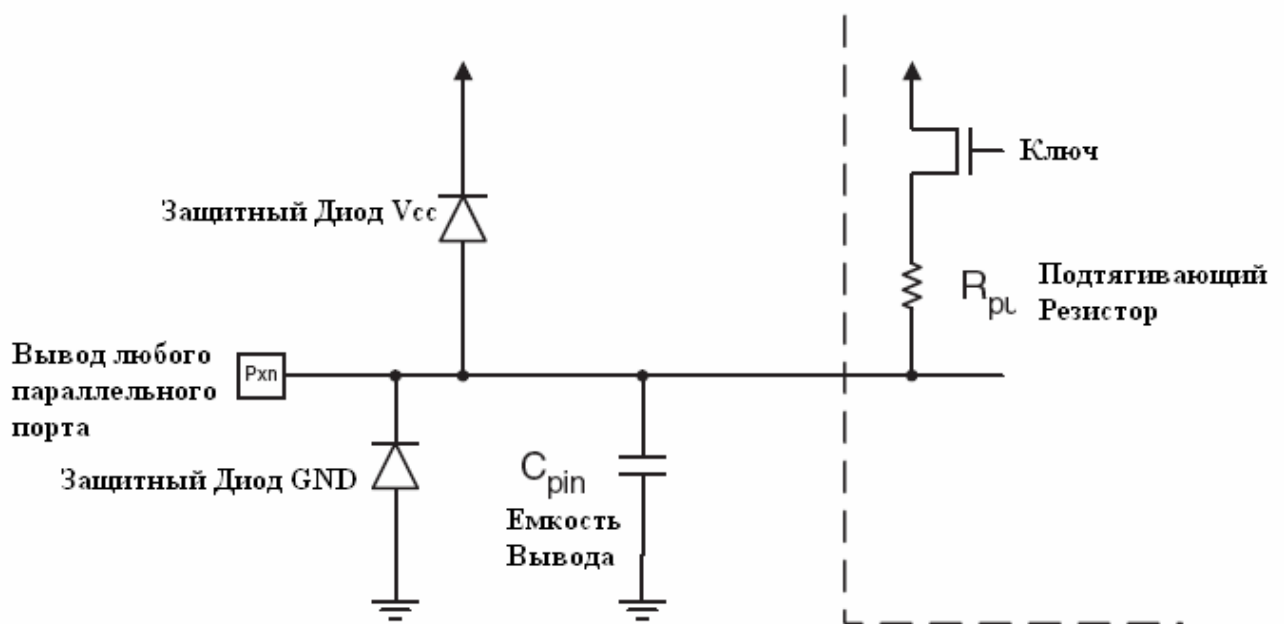 Ключ
Защитный Диод Vcc
Rpu
Подтягивающий
Резистор
Вывод любого
параллельного
порта
Pxn
Защитный Диод GND
Cpin
Емкость
Вывода